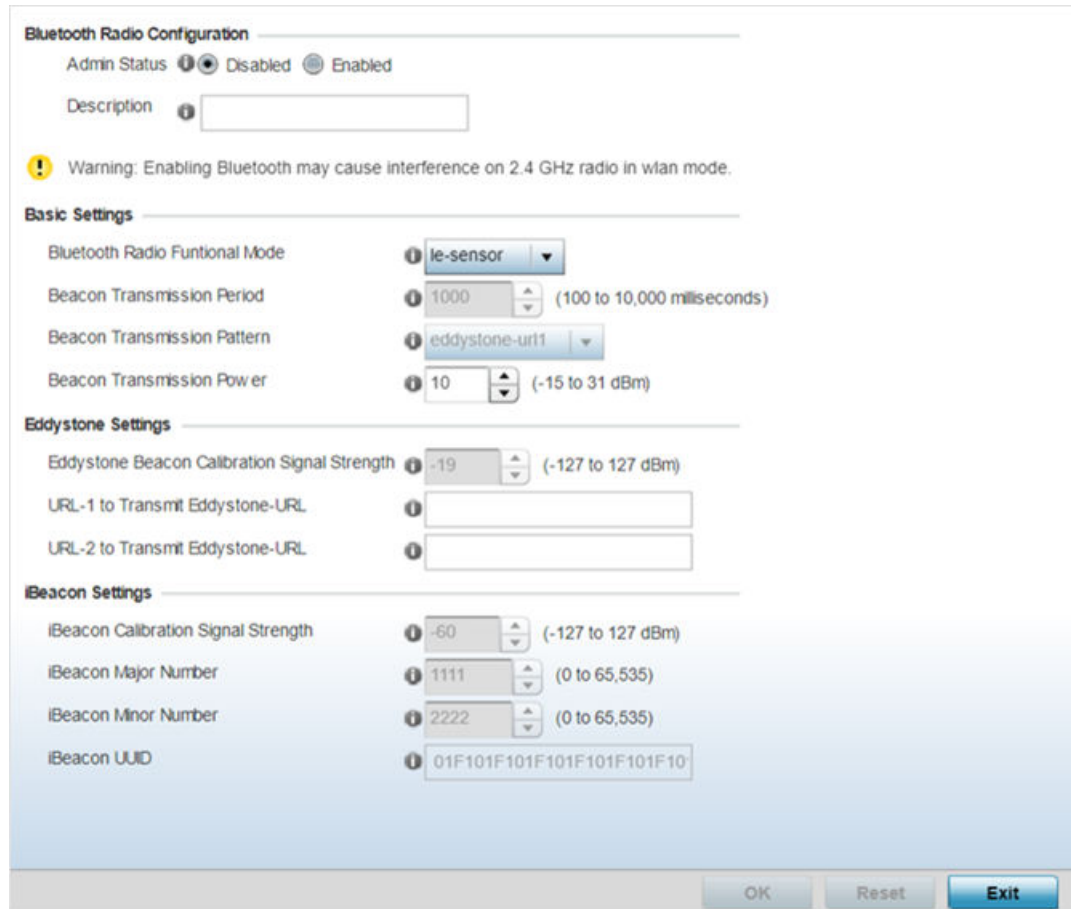 Bluetooth Radio Configuration
Admin Status Disabled Enabled
Description
Warning: Enabling Bluetooth may cause interference on 2.4 GHz radio in wlan mode.
Basic Settings
Bluetooth Radio Funtional Mode le-sensor
Beacon Transmission Period 1000 (100 to 10,000 milliseconds)
Beacon Transmission Pattern eddystone-url1
Beacon Transmission Power 10 (-15 to 31 dBm)
Eddystone Settings
Eddystone Beacon Calibration Signal Strength -19 (-127 to 127 dBm)
URL-1 to Transmit Eddystone-URL
URL-2 to Transmit Eddystone-URL
iBeacon Settings
iBeacon Calibration Signal Strength -60 (-127 to 127 dBm)
iBeacon Major Number 1111 (0 to 65,535)
iBeacon Minor Number 2222 (0 to 65,535)
iBeacon UUID 01F101F101F101F101F101F10
OK Reset Exit